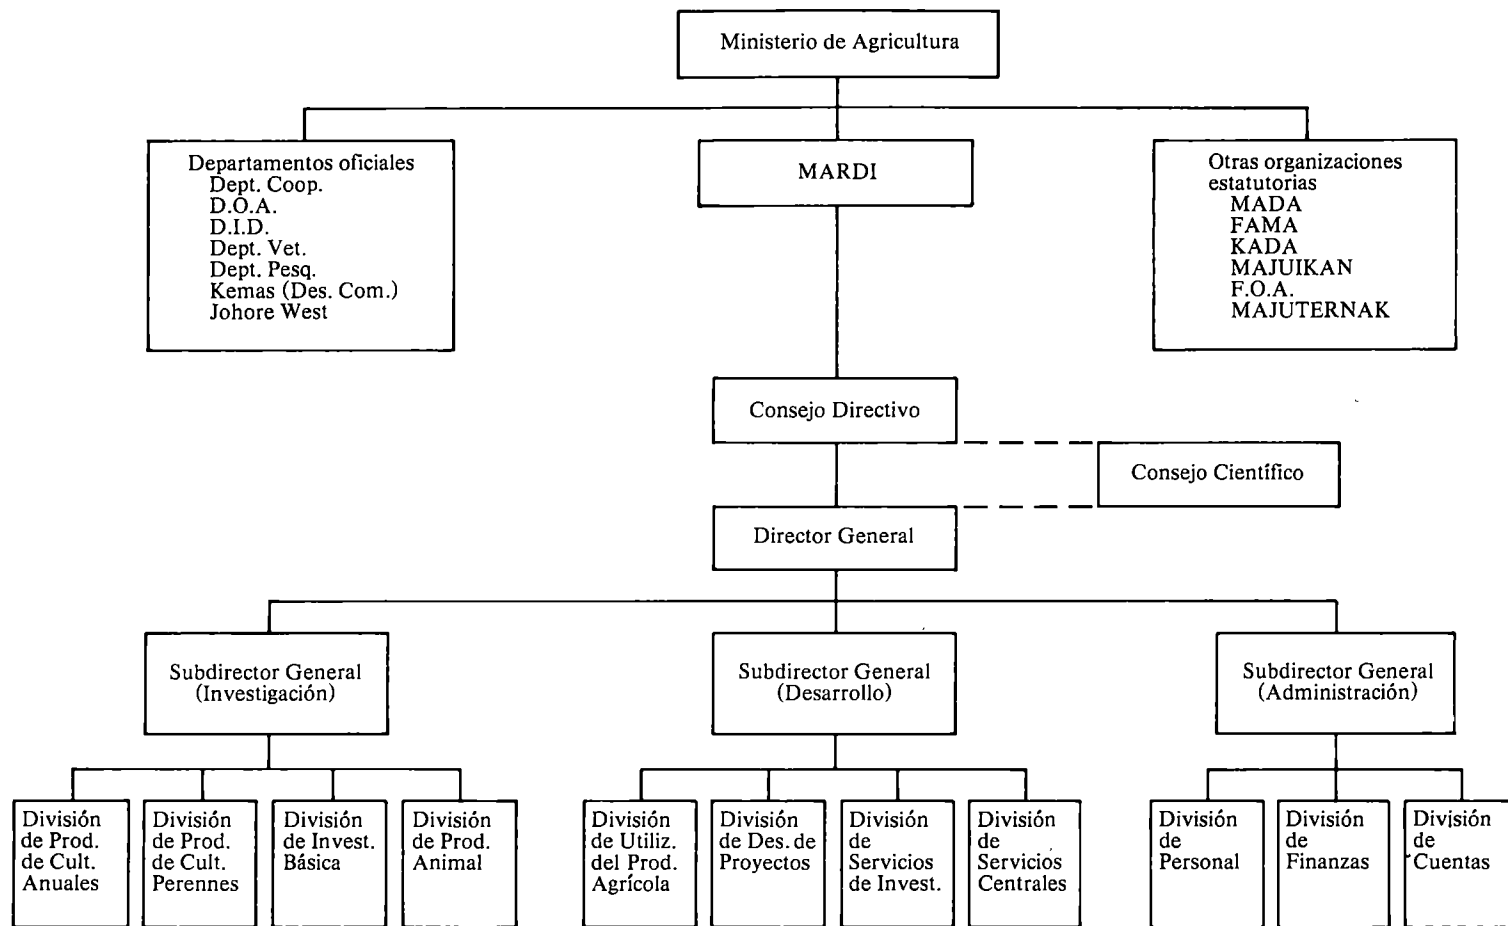 Ministerio de Agricultura
Departamentos oficiales
Dept. Coop.
D.O.A.
D.I.D.
Dept. Vet.
Dept. Pesq.
Kemas (Des. Com.)
Johore West
MARDI
Otras organizaciones
estatutorias
MADA
FAMA
KADA
MAJUIKAN
F.O.A.
MAJUTERNAK
Consejo Directivo
Consejo Científico
Director General
Subdirector General
(Investigación)
Subdirector General
(Desarrollo)
Subdirector General
(Administración)
División
de Prod.
de Cult.
Anuales
División
de Prod.
de Cult.
Perennes
División
de Invest.
Básica
División
de Prod.
Animal
División
de Utiliz.
del Prod.
Agrícola
División
de Des. de
Proyectos
División
de
Servicios
de Invest.
División
de
Servicios
Centrales
División
de
Personal
División
de
Finanzas
División
de
Cuentas